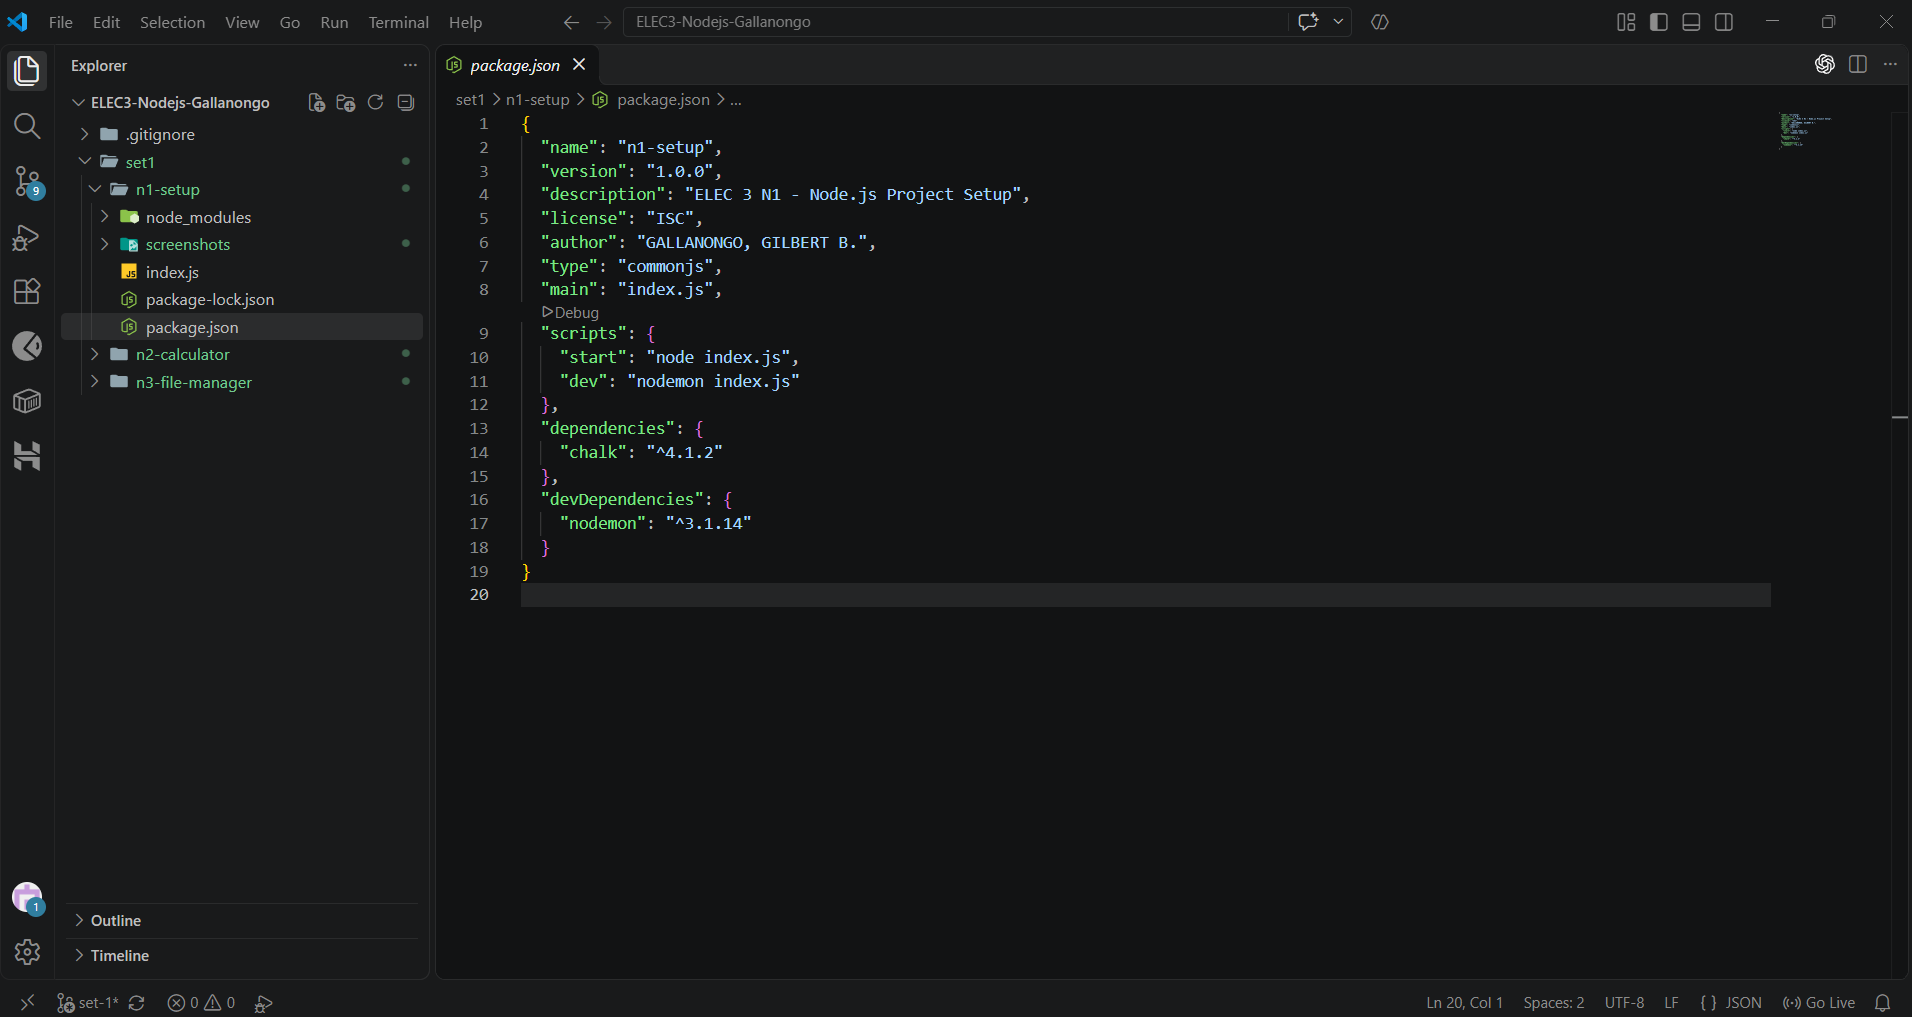 File Edit Selection View Go Run Terminal Help
ELEC3-Nodejs-Gallanongo
Explorer
ELEC3-Nodejs-Gallanongo
.gitignore
set1
n1-setup
node_modules
screenshots
JS index.js
package-lock.json
package.json
n2-calculator
n3-file-manager
Outline
Timeline
9
1
package.json
set1 > n1-setup > package.json > ...
1 {
2 "name": "n1-setup",
3 "version": "1.0.0",
4 "description": "ELEC 3 N1 - Node.js Project Setup",
5 "license": "ISC",
6 "author": "GALLANONGO, GILBERT B.",
7 "type": "commonjs",
8 "main": "index.js",
Debug
9 "scripts": {
10 "start": "node index.js",
11 "dev": "nodemon index.js"
12 },
13 "dependencies": {
14 "chalk": "^4.1.2"
15 },
16 "devDependencies": {
17 "nodemon": "^3.1.14"
18 }
19 }
20
set-1* 0 0
Ln 20, Col 1 Spaces: 2 UTF-8 LF { } JSON Go Live